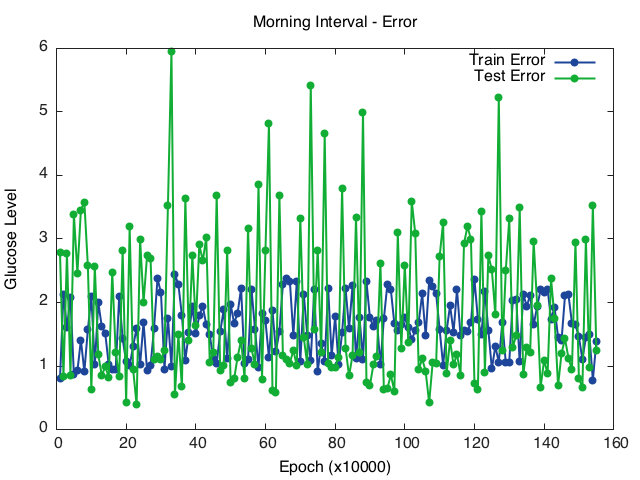 Morning Interval - Error
Train Error
Test Error
Glucose Level
6
5
4
3
2
1
0
0 20 40 60 80 100 120 140 160
Epoch (x10000)